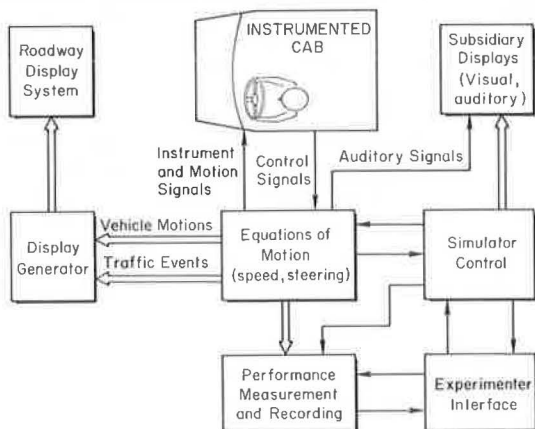 Roadway
Display
System
INSTRUMENTED
CAB
Subsidiary
Displays
(Visual,
auditory)
Instrument
and Motion
Signals
Control
Signals
Auditory Signals
Vehicle Motions
Traffic Events
Display
Generator
Equations of
Motion
(speed, steering)
Simulator
Control
Performance
Measurement
and Recording
Experimenter
Interface